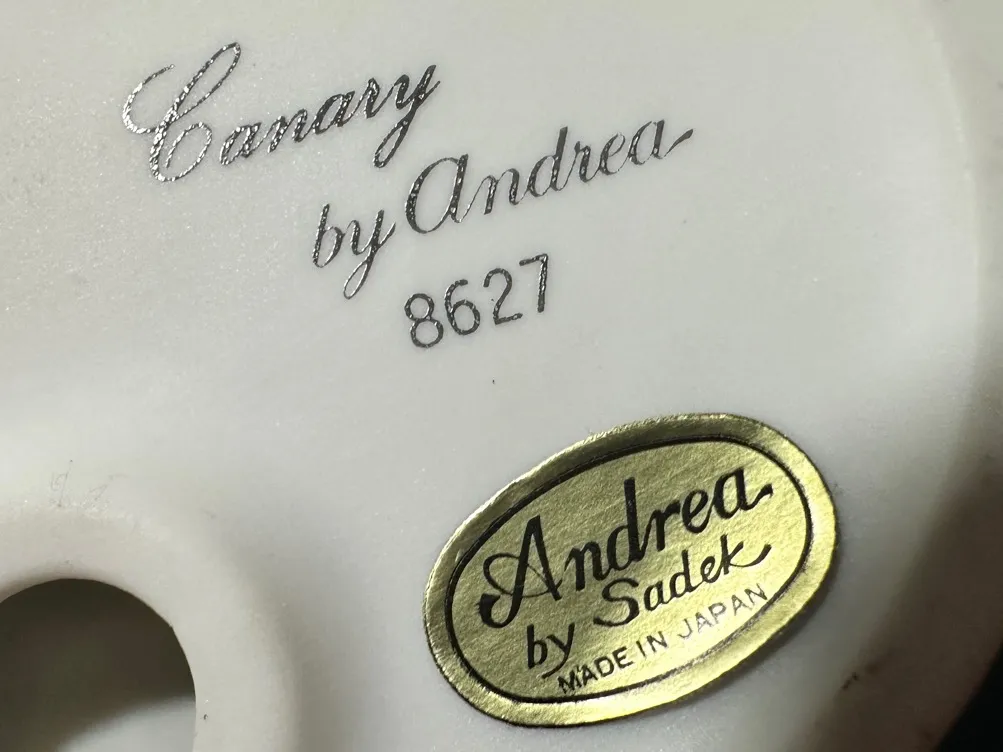 Canary
by Andrea
8627
Andrea
by Sadek
MADE IN JAPAN